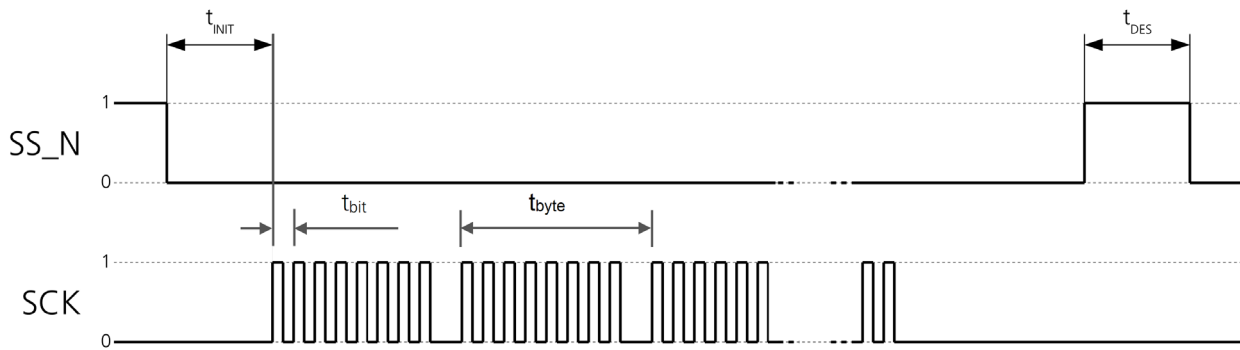 tINIT
tDES
1
SS_N
0
tbit
tbyte
1
SCK
0